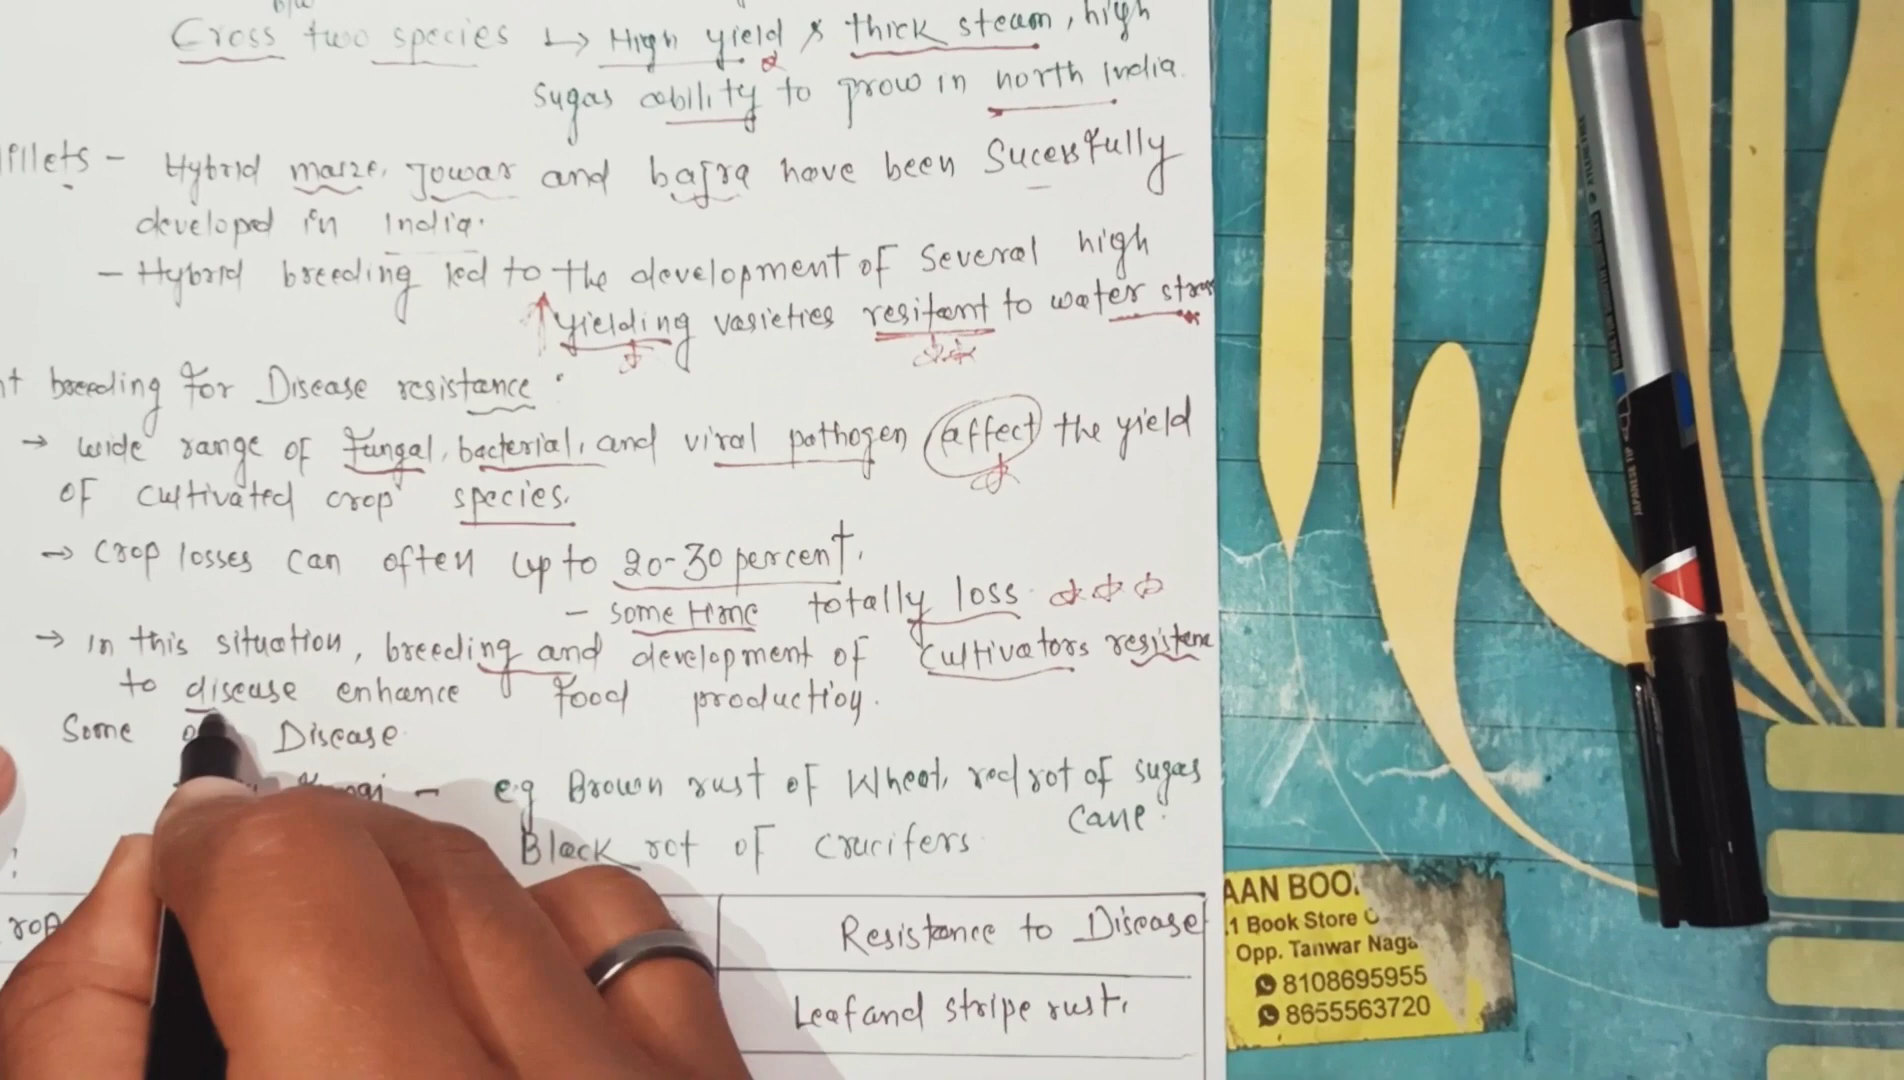 Cross two species ↳ High yield & thick steam, high
sugar ability to grow in north India.
Millets - Hybrid maize, Jowar and bajra have been Sucessfully
developed in India.
- Hybrid breeding led to the development of several high
↑ yielding varieties resitant to water stress
breeding for Disease resistance:
→ wide range of fungal, bacterial, and viral pathogen affect the yield
of cultivated crop species.
→ Crop losses can often up to 20-30 percent.
- some time totally loss
→ In this situation, breeding and development of cultivators resistene
to disease enhance food production.
Some Disease
- eg Brown rust of Wheat, red rot of sugar
cane.
Black rot of crucifers
Resistance to Disease
Leaf and stripe rust,
AAN BOO
1 Book Store
Opp. Tanwar Naga
8108695955
8655563720
JAPANESE TIP